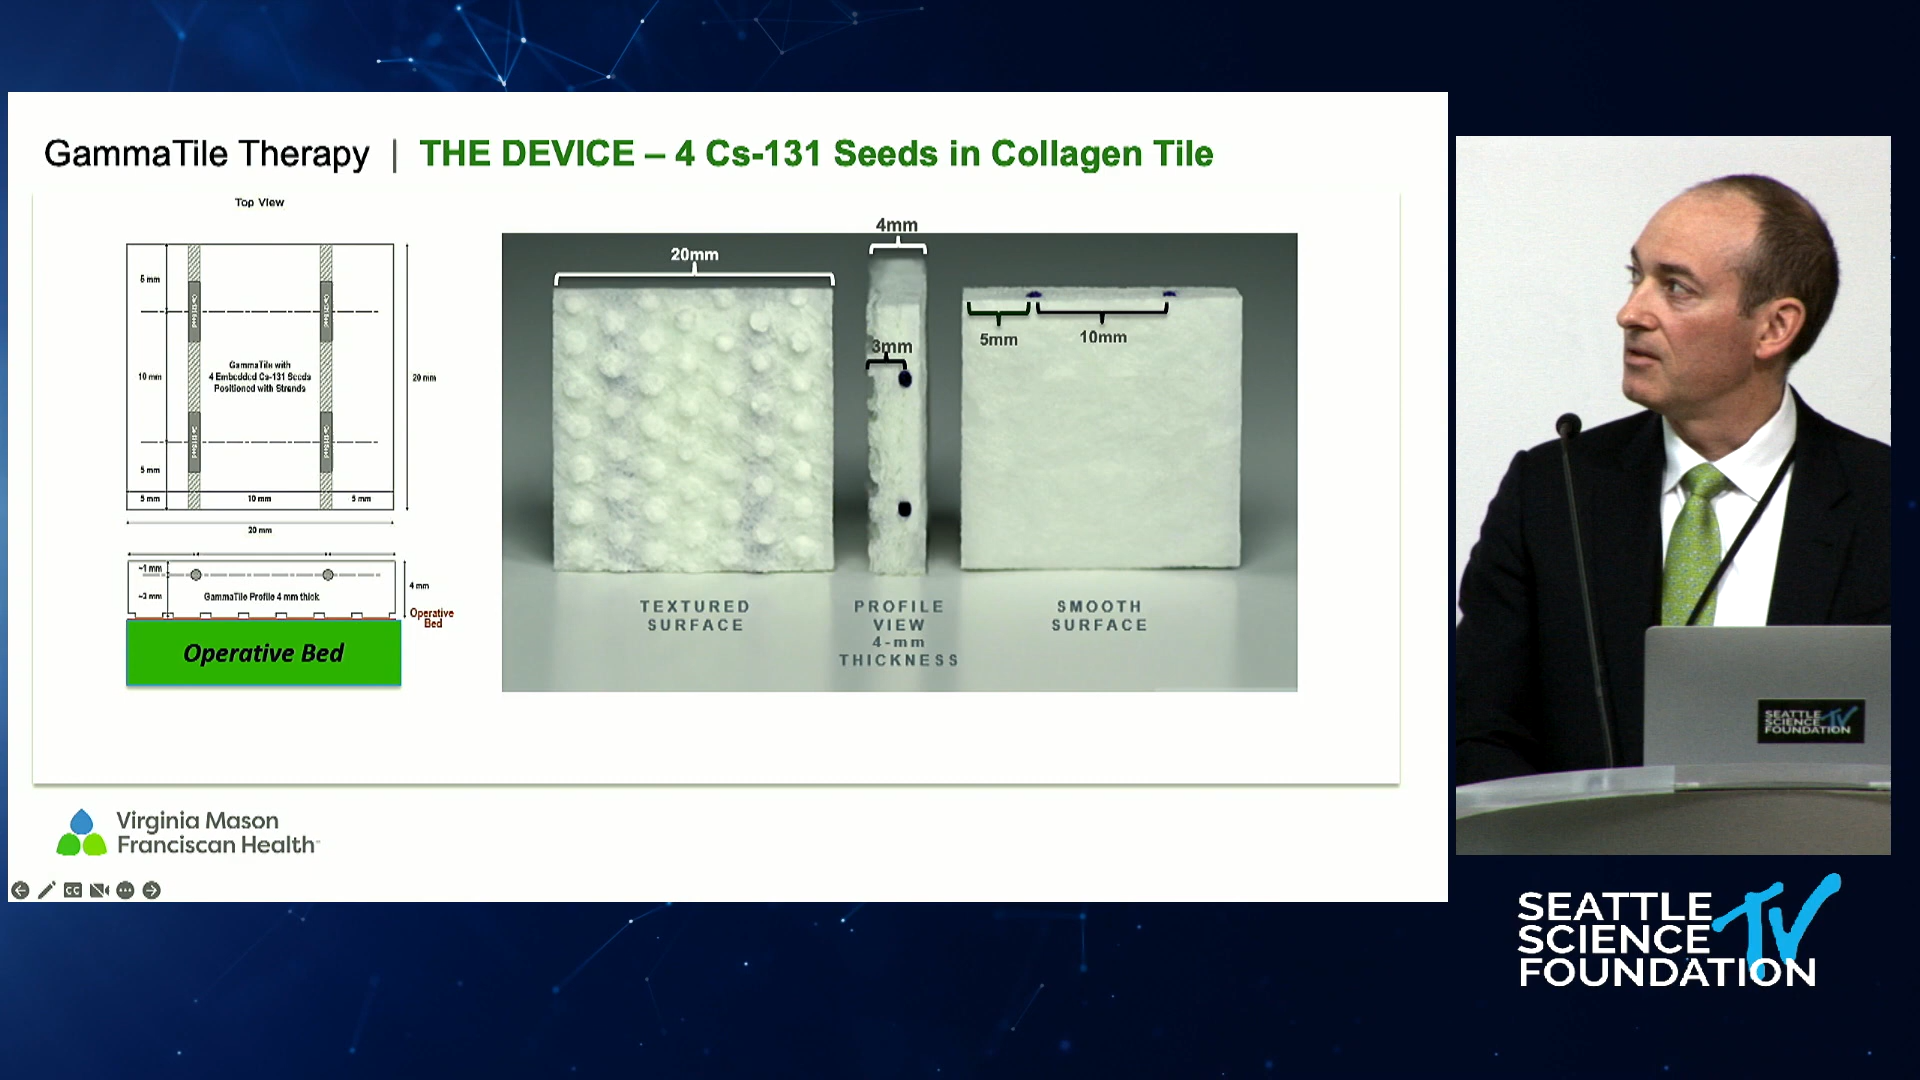 GammaTile Therapy | THE DEVICE – 4 Cs-131 Seeds in Collagen Tile
Top View
5 mm
10 mm
5 mm
GammaTile with
4 Embedded Cs-131 Seeds
Positioned with Strands
20 mm
5 mm
10 mm
5 mm
20 mm
~1 mm
~3 mm
GammaTile Profile 4 mm thick
4 mm
Operative
Bed
Operative Bed
20mm
4mm
3mm
5mm
10mm
TEXTURED
SURFACE
PROFILE
VIEW
4-mm
THICKNESS
SMOOTH
SURFACE
Virginia Mason
Franciscan Health
CC
SEATTLE
SCIENCE
FOUNDATION
TV
SEATTLE
SCIENCE
FOUNDATION
TV